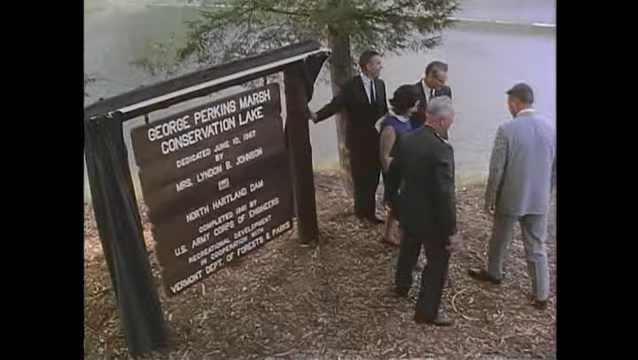 GEORGE PERKINS MARSH
CONSERVATION LAKE
DEDICATED JUNE 10, 1967
BY
MRS. LYNDON B. JOHNSON
NORTH HARTLAND DAM
COMPLETED 1961 BY
U.S. ARMY CORPS OF ENGINEERS
RECREATIONAL DEVELOPMENT
IN COOPERATION WITH
VERMONT DEPT. OF FORESTS & PARKS